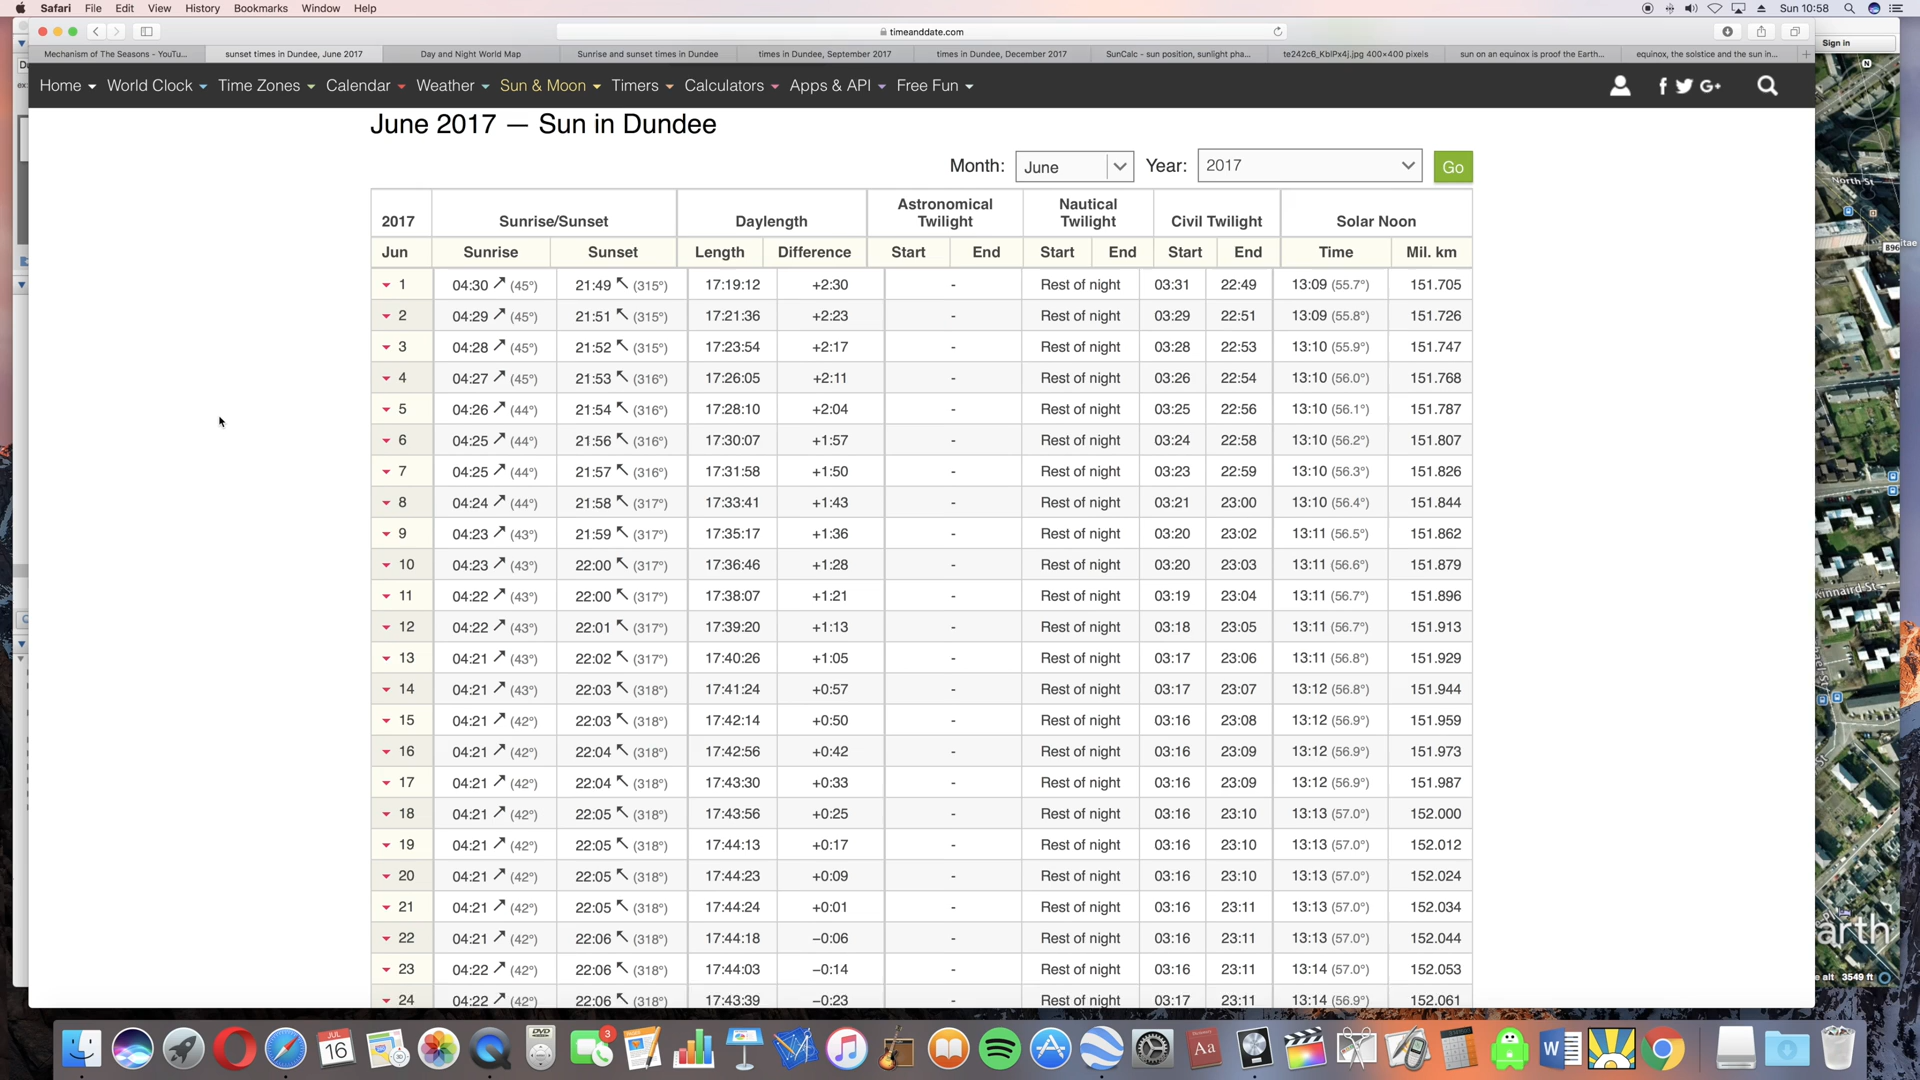 Safari File Edit View History Bookmarks Window Help Sun 10:58
timeanddate.com
Mechanism of The Seasons - YouTu... sunset times in Dundee, June 2017 Day and Night World Map Sunrise and sunset times in Dundee times in Dundee, September 2017 times in Dundee, December 2017 SunCalc - sun position, sunlight pha... te242c6_KblPx4j.jpg 400×400 pixels sun on an equinox is proof the Earth... equinox, the solstice and the sun in...
Sign in
Home World Clock Time Zones Calendar Weather Sun & Moon Timers Calculators Apps & API Free Fun
June 2017 — Sun in Dundee
Month: June Year: 2017 Go
2017 Sunrise/Sunset Daylength Astronomical Twilight Nautical Twilight Civil Twilight Solar Noon
Jun Sunrise Sunset Length Difference Start End Start End Start End Time Mil. km
1 04:30 (45°) 21:49 (315°) 17:19:12 +2:30 - Rest of night 03:31 22:49 13:09 (55.7°) 151.705
2 04:29 (45°) 21:51 (315°) 17:21:36 +2:23 - Rest of night 03:29 22:51 13:09 (55.8°) 151.726
3 04:28 (45°) 21:52 (315°) 17:23:54 +2:17 - Rest of night 03:28 22:53 13:10 (55.9°) 151.747
4 04:27 (45°) 21:53 (316°) 17:26:05 +2:11 - Rest of night 03:26 22:54 13:10 (56.0°) 151.768
5 04:26 (44°) 21:54 (316°) 17:28:10 +2:04 - Rest of night 03:25 22:56 13:10 (56.1°) 151.787
6 04:25 (44°) 21:56 (316°) 17:30:07 +1:57 - Rest of night 03:24 22:58 13:10 (56.2°) 151.807
7 04:25 (44°) 21:57 (316°) 17:31:58 +1:50 - Rest of night 03:23 22:59 13:10 (56.3°) 151.826
8 04:24 (44°) 21:58 (317°) 17:33:41 +1:43 - Rest of night 03:21 23:00 13:10 (56.4°) 151.844
9 04:23 (43°) 21:59 (317°) 17:35:17 +1:36 - Rest of night 03:20 23:02 13:11 (56.5°) 151.862
10 04:23 (43°) 22:00 (317°) 17:36:46 +1:28 - Rest of night 03:20 23:03 13:11 (56.6°) 151.879
11 04:22 (43°) 22:00 (317°) 17:38:07 +1:21 - Rest of night 03:19 23:04 13:11 (56.7°) 151.896
12 04:22 (43°) 22:01 (317°) 17:39:20 +1:13 - Rest of night 03:18 23:05 13:11 (56.7°) 151.913
13 04:21 (43°) 22:02 (317°) 17:40:26 +1:05 - Rest of night 03:17 23:06 13:11 (56.8°) 151.929
14 04:21 (43°) 22:03 (318°) 17:41:24 +0:57 - Rest of night 03:17 23:07 13:12 (56.8°) 151.944
15 04:21 (42°) 22:03 (318°) 17:42:14 +0:50 - Rest of night 03:16 23:08 13:12 (56.9°) 151.959
16 04:21 (42°) 22:04 (318°) 17:42:56 +0:42 - Rest of night 03:16 23:09 13:12 (56.9°) 151.973
17 04:21 (42°) 22:04 (318°) 17:43:30 +0:33 - Rest of night 03:16 23:09 13:12 (56.9°) 151.987
18 04:21 (42°) 22:05 (318°) 17:43:56 +0:25 - Rest of night 03:16 23:10 13:13 (57.0°) 152.000
19 04:21 (42°) 22:05 (318°) 17:44:13 +0:17 - Rest of night 03:16 23:10 13:13 (57.0°) 152.012
20 04:21 (42°) 22:05 (318°) 17:44:23 +0:09 - Rest of night 03:16 23:10 13:13 (57.0°) 152.024
21 04:21 (42°) 22:05 (318°) 17:44:24 +0:01 - Rest of night 03:16 23:11 13:13 (57.0°) 152.034
22 04:21 (42°) 22:06 (318°) 17:44:18 −0:06 - Rest of night 03:16 23:11 13:13 (57.0°) 152.044
23 04:22 (42°) 22:06 (318°) 17:44:03 −0:14 - Rest of night 03:16 23:11 13:14 (57.0°) 152.053
24 04:22 (42°) 22:06 (318°) 17:43:39 −0:23 - Rest of night 03:17 23:11 13:14 (56.9°) 152.061
North St
896
Kinnaird St
arth
alt 3549 ft
JUL 16
3